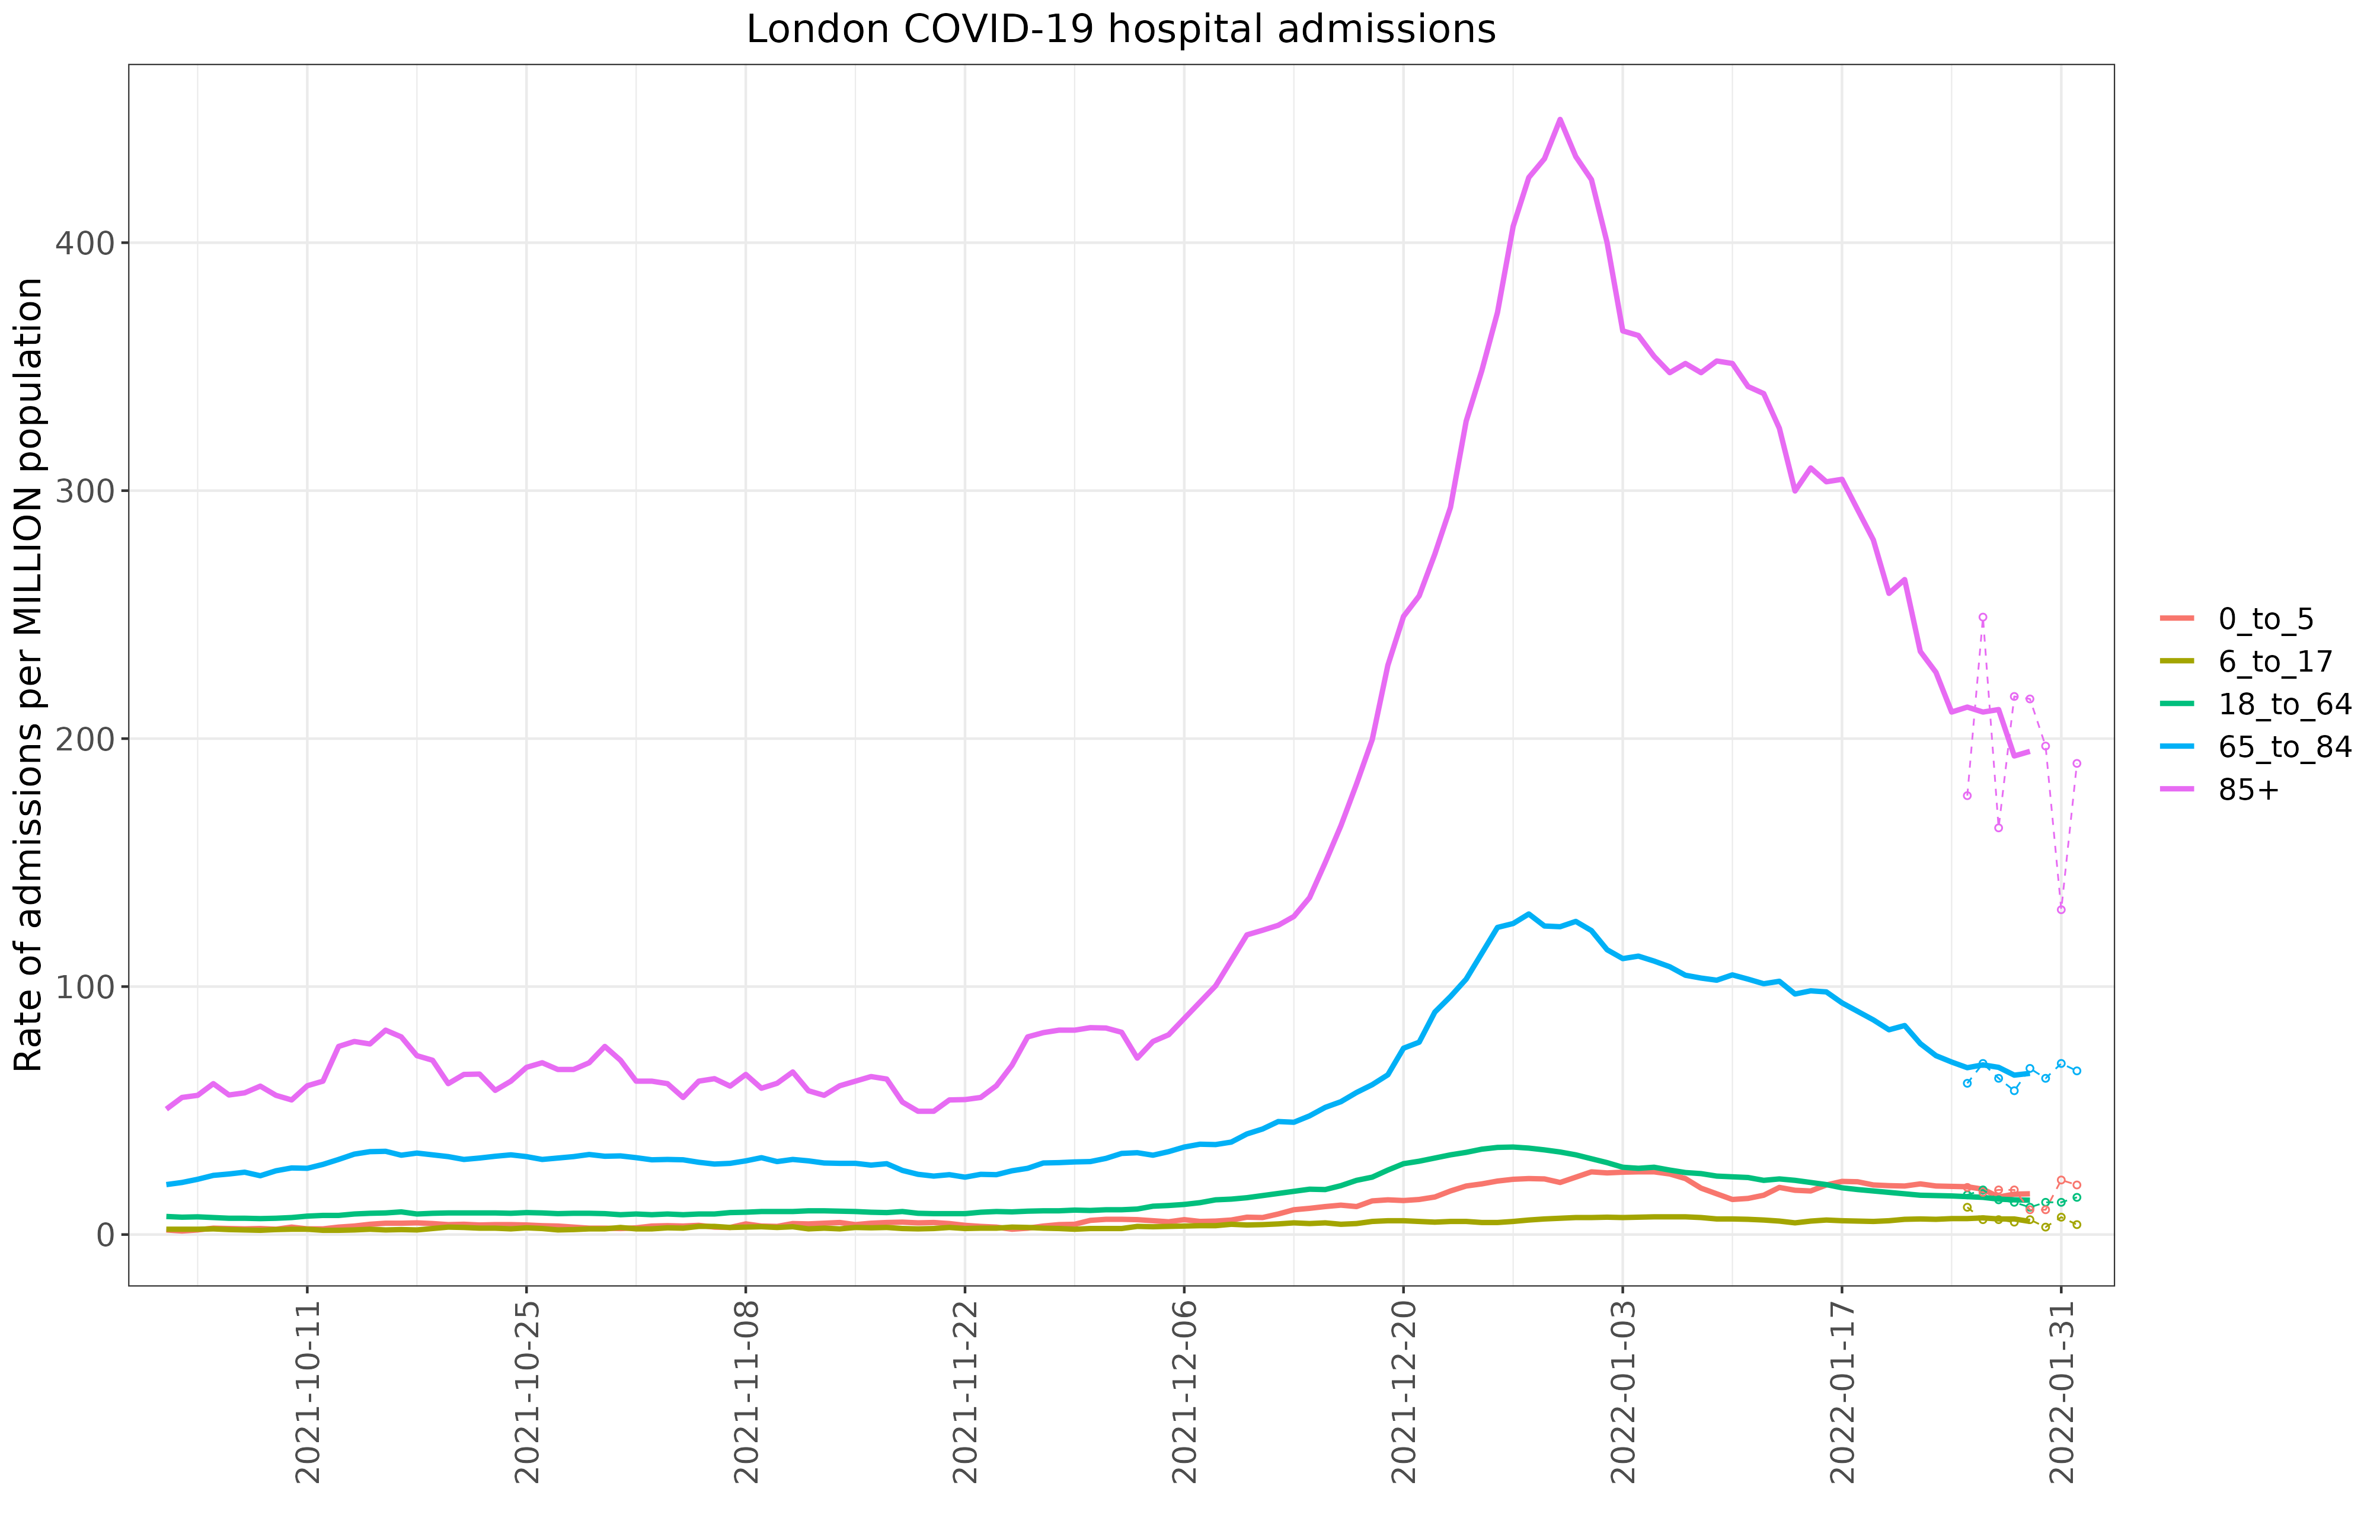 London COVID-19 hospital admissions
Rate of admissions per MILLION population
400
300
200
100
0
2021-10-11
2021-10-25
2021-11-08
2021-11-22
2021-12-06
2021-12-20
2022-01-03
2022-01-17
2022-01-31
0_to_5
6_to_17
18_to_64
65_to_84
85+